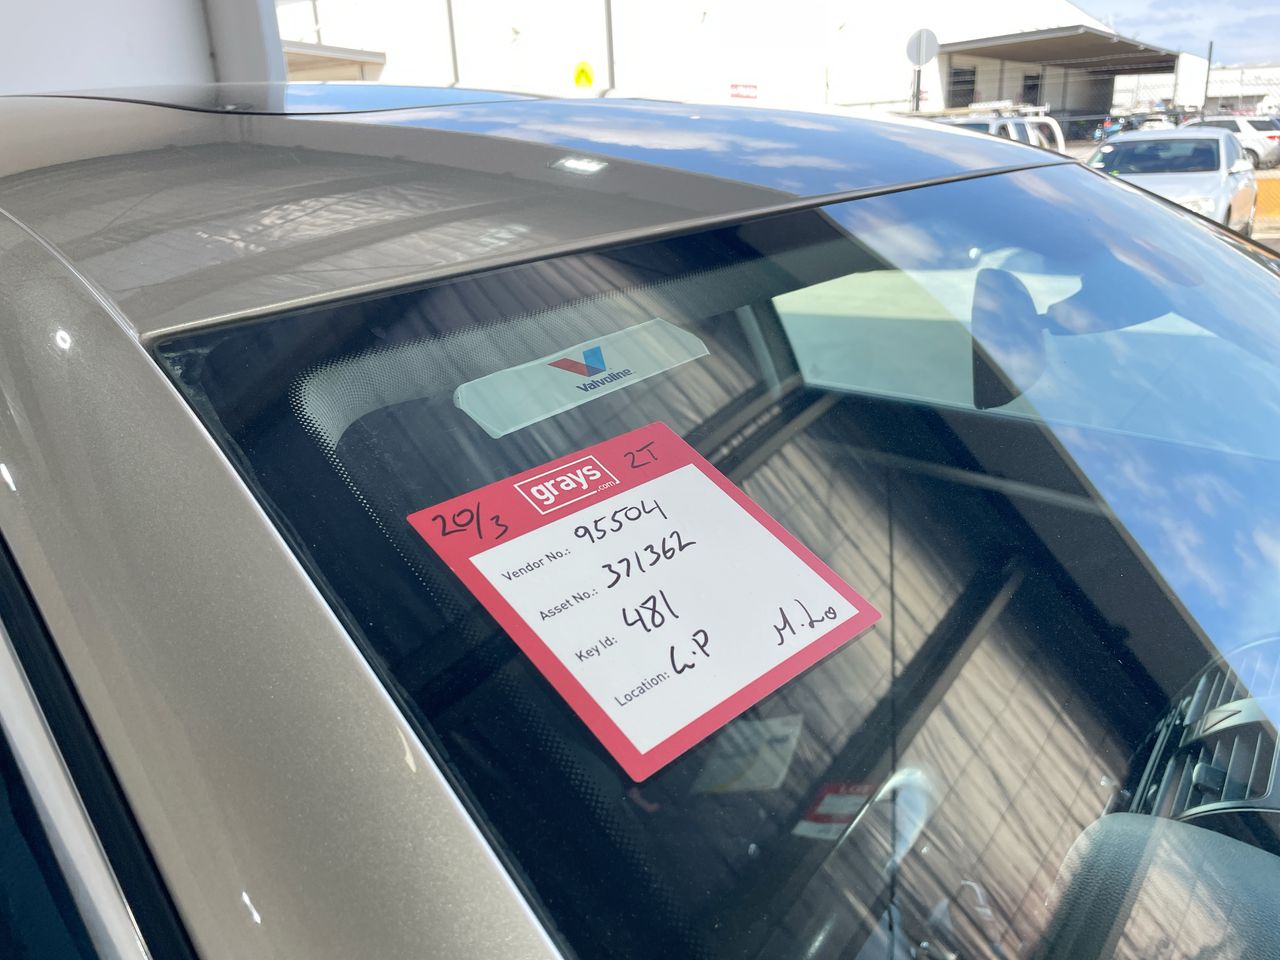 Valvoline
20/3 grays.com 2T
Vendor No.: 95504
Asset No.: 371362
Key Id: 481
Location: G.P
M.Lo